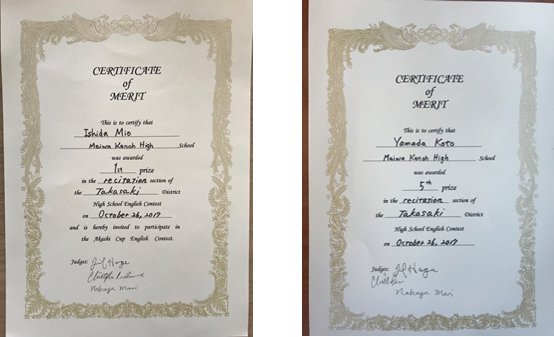 CERTIFICATE
of
MERIT
This is to certify that
Ishida Mio
Meiwa Kenoh High School
was awarded
1st prize
in the recitation section of
the Takasaki District
High School English Contest
on October 26, 2017
and is hereby invited to participate in
the Akashi Cup English Contest.
Judges:
Nakaya Mari
CERTIFICATE
of
MERIT
This is to certify that
Yamada Koto
Meiwa Kenoh High School
was awarded
5th prize
in the recitation section of
the Takasaki District
High School English Contest
on October 26, 2017
Judges:
Nakaya Mari